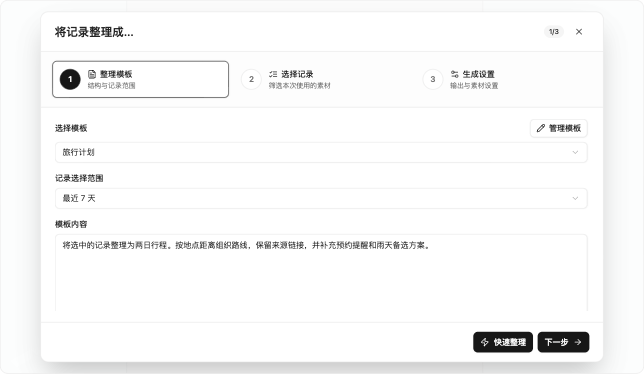 将记录整理成...
1/3
1
整理模板
结构与记录范围
2
选择记录
筛选本次使用的素材
3
生成设置
输出与素材设置
选择模板
管理模板
旅行计划
记录选择范围
最近 7 天
模板内容
将选中的记录整理为两日行程。按地点距离组织路线，保留来源链接，并补充预约提醒和雨天备选方案。
快速整理
下一步